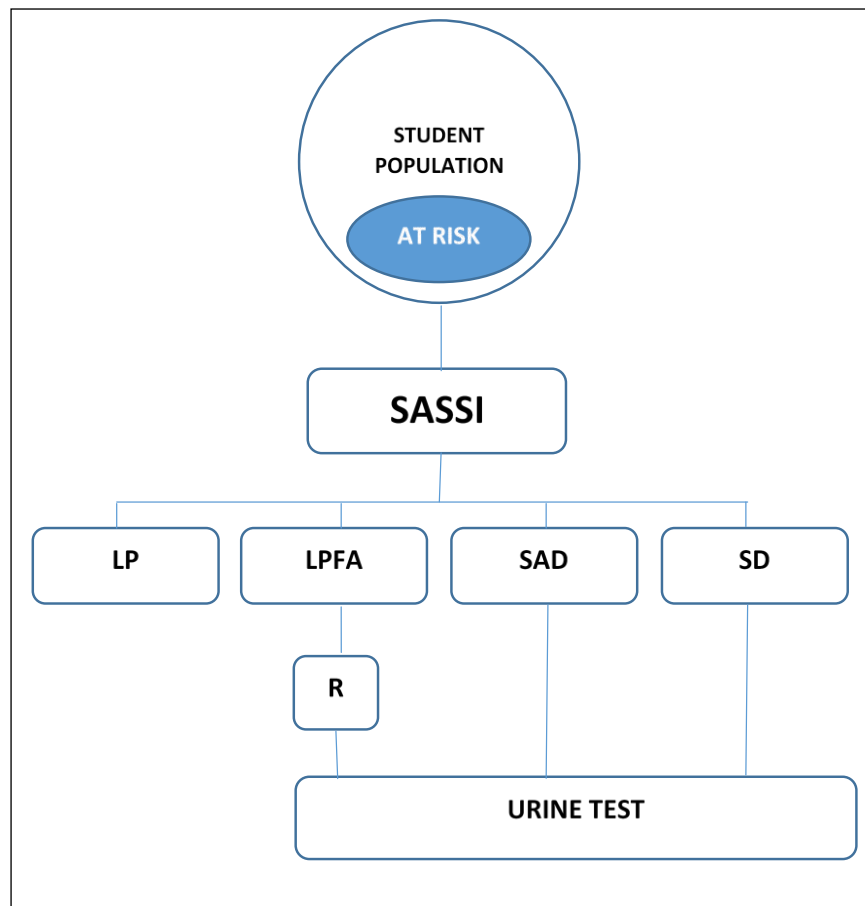 STUDENT
POPULATION
AT RISK
SASSI
LP
LPFA
SAD
SD
R
URINE TEST